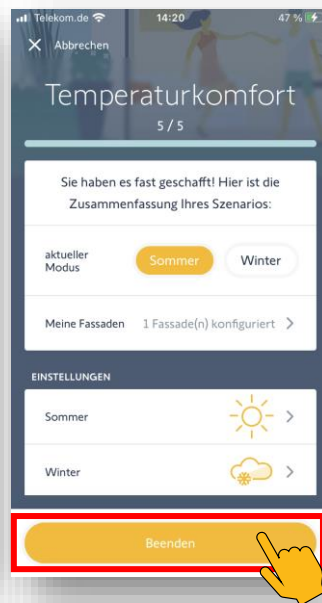 Telekom.de 14:20 47 %
Abbrechen
Temperaturkomfort
5 / 5
Sie haben es fast geschafft! Hier ist die
Zusammenfassung Ihres Szenarios:
aktueller
Modus
Sommer
Winter
Meine Fassaden 1 Fassade(n) konfiguriert
EINSTELLUNGEN
Sommer
Winter
Beenden